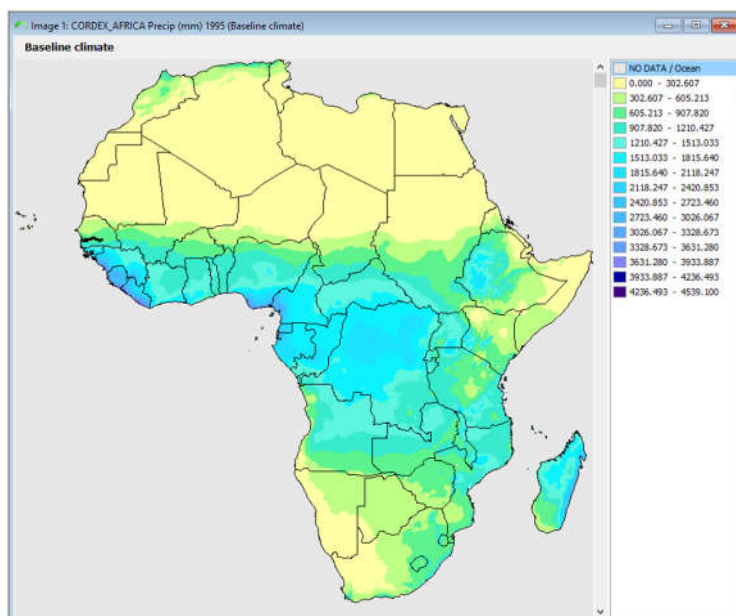 Image 1: CORDEX_AFRICA Precip (mm) 1995 (Baseline climate)
Baseline climate
NO DATA / Ocean
0.000 - 302.607
302.607 - 605.213
605.213 - 907.820
907.820 - 1210.427
1210.427 - 1513.033
1513.033 - 1815.640
1815.640 - 2118.247
2118.247 - 2420.853
2420.853 - 2723.460
2723.460 - 3026.067
3026.067 - 3328.673
3328.673 - 3631.280
3631.280 - 3933.887
3933.887 - 4236.493
4236.493 - 4539.100